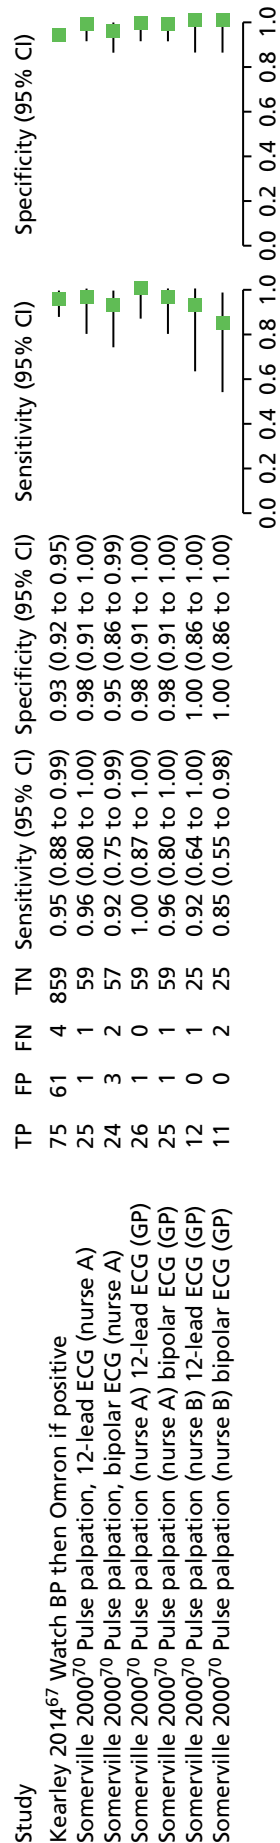 Study TP FP FN TN Sensitivity (95% CI) Specificity (95% CI) Sensitivity (95% CI) Specificity (95% CI)
Kearley 2014⁶⁷ Watch BP then Omron if positive 75 61 4 859 0.95 (0.88 to 0.99) 0.93 (0.92 to 0.95)
Somerville 2000⁷⁰ Pulse palpation, 12-lead ECG (nurse A) 25 1 1 59 0.96 (0.80 to 1.00) 0.98 (0.91 to 1.00)
Somerville 2000⁷⁰ Pulse palpation, bipolar ECG (nurse A) 24 3 2 57 0.92 (0.75 to 0.99) 0.95 (0.86 to 0.99)
Somerville 2000⁷⁰ Pulse palpation (nurse A) 12-lead ECG (GP) 26 1 0 59 1.00 (0.87 to 1.00) 0.98 (0.91 to 1.00)
Somerville 2000⁷⁰ Pulse palpation (nurse A) bipolar ECG (GP) 25 1 1 59 0.96 (0.80 to 1.00) 0.98 (0.91 to 1.00)
Somerville 2000⁷⁰ Pulse palpation (nurse B) 12-lead ECG (GP) 12 0 1 25 0.92 (0.64 to 1.00) 1.00 (0.86 to 1.00)
Somerville 2000⁷⁰ Pulse palpation (nurse B) bipolar ECG (GP) 11 0 2 25 0.85 (0.55 to 0.98) 1.00 (0.86 to 1.00)
0.0 0.2 0.4 0.6 0.8 1.0 0.0 0.2 0.4 0.6 0.8 1.0